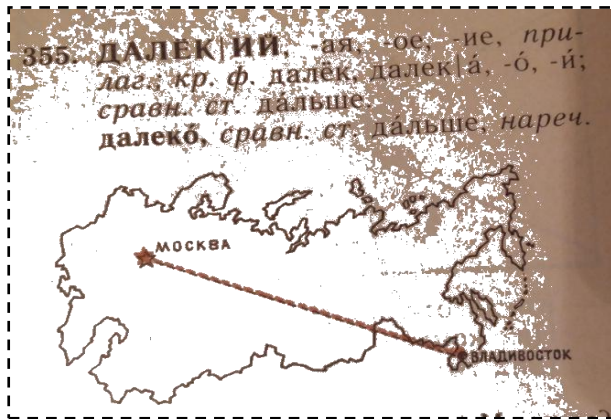 355. ДАЛЁК|ИЙ, -ая, -ое, -ие, при-
лаг.; кр. ф. далёк, далек|а́, -о́, -и́;
сравн. ст. да́льше.
далеко́, сравн. ст. да́льше, нареч.
МОСКВА
ВЛАДИВОСТОК